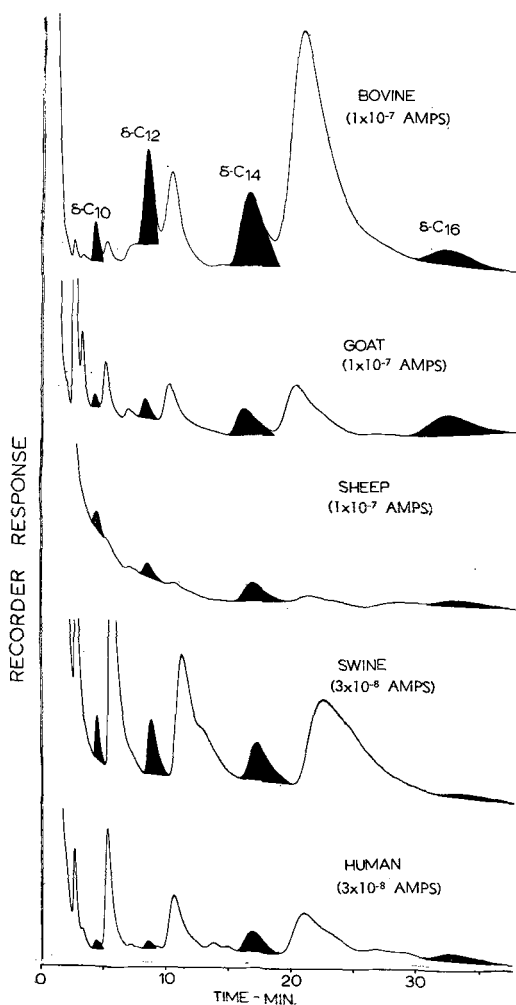 BOVINE
(1x10⁻⁷ AMPS)
δ-C₁₀
δ-C₁₂
δ-C₁₄
δ-C₁₆
GOAT
(1x10⁻⁷ AMPS)
SHEEP
(1x10⁻⁷ AMPS)
SWINE
(3x10⁻⁸ AMPS)
HUMAN
(3x10⁻⁸ AMPS)
RECORDER RESPONSE
0 10 20 30
TIME - MIN.